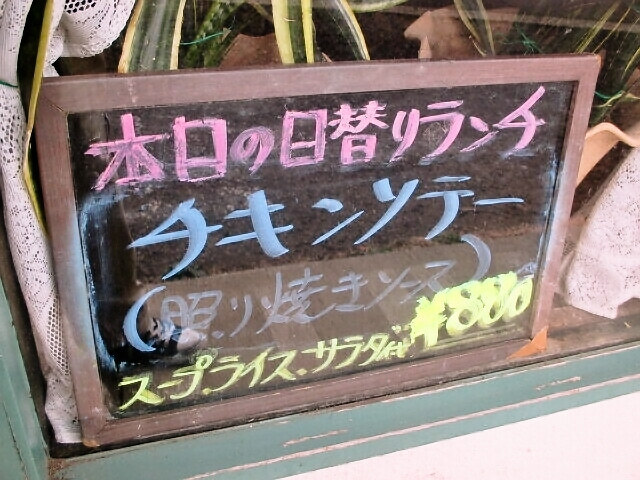 本日の日替りランチ
チキンソテー
(照り焼きソース)
スープ.ライス.サラダ付 ¥880